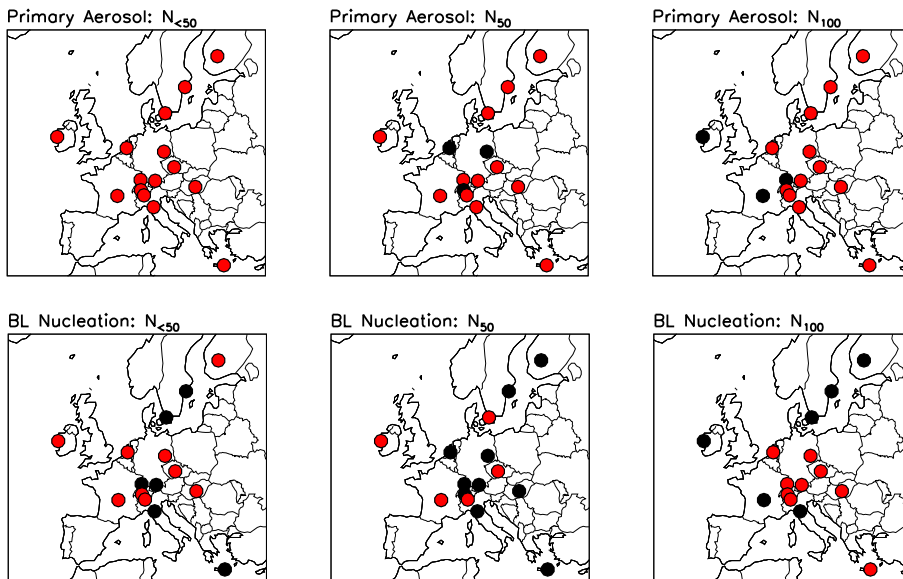 Primary Aerosol: N<50
Primary Aerosol: N50
Primary Aerosol: N100
BL Nucleation: N<50
BL Nucleation: N50
BL Nucleation: N100